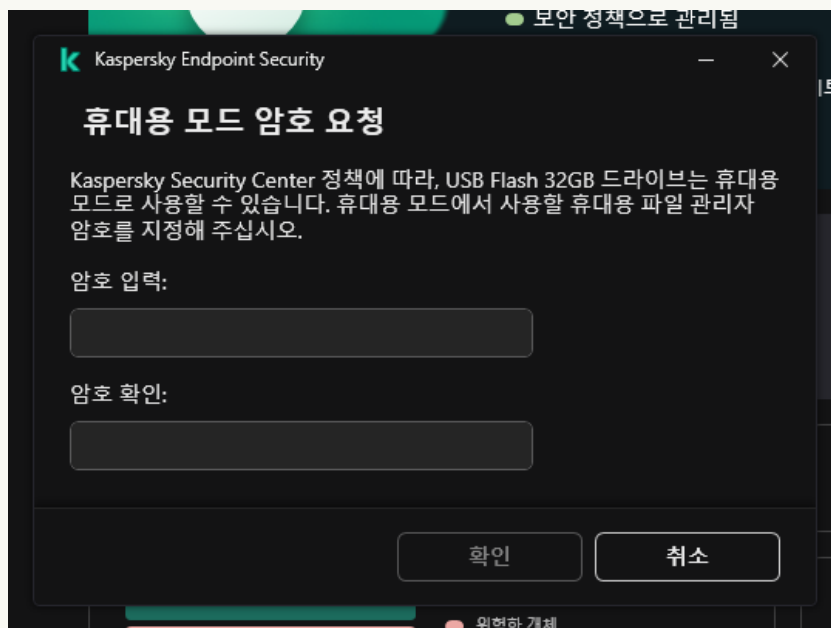 보안 정책으로 관리됨
Kaspersky Endpoint Security
휴대용 모드 암호 요청
Kaspersky Security Center 정책에 따라, USB Flash 32GB 드라이브는 휴대용
모드로 사용할 수 있습니다. 휴대용 모드에서 사용할 휴대용 파일 관리자
암호를 지정해 주십시오.
암호 입력:
암호 확인:
확인
취소